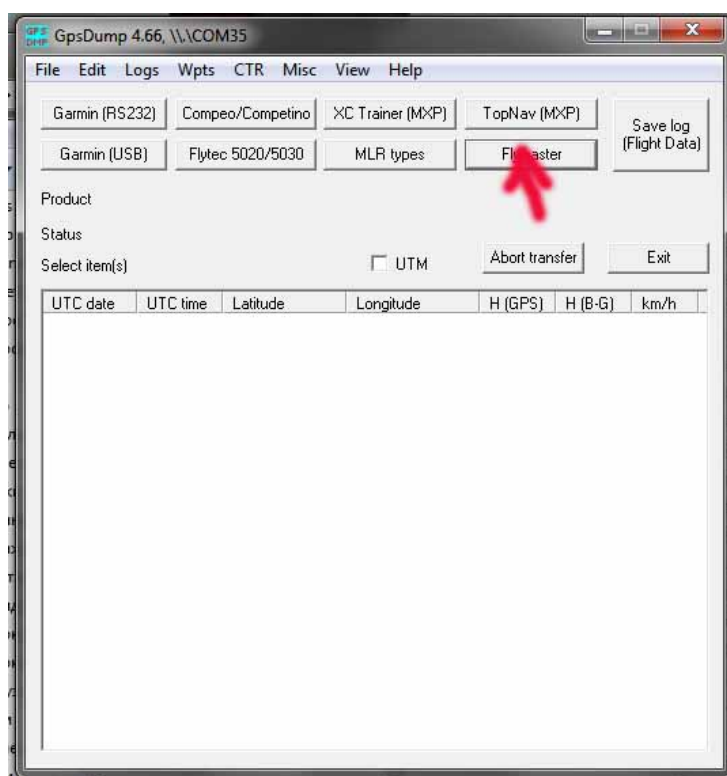 GPS DMP GpsDump 4.66, \\.\COM35
File Edit Logs Wpts CTR Misc View Help
Garmin (RS232) Compeo/Competino XC Trainer (MXP) TopNav (MXP) Save log
(Flight Data)
Garmin (USB) Flytec 5020/5030 MLR types
Product
Status
Select item(s) UTM Abort transfer Exit
UTC date UTC time Latitude Longitude H (GPS) H (B-G) km/h